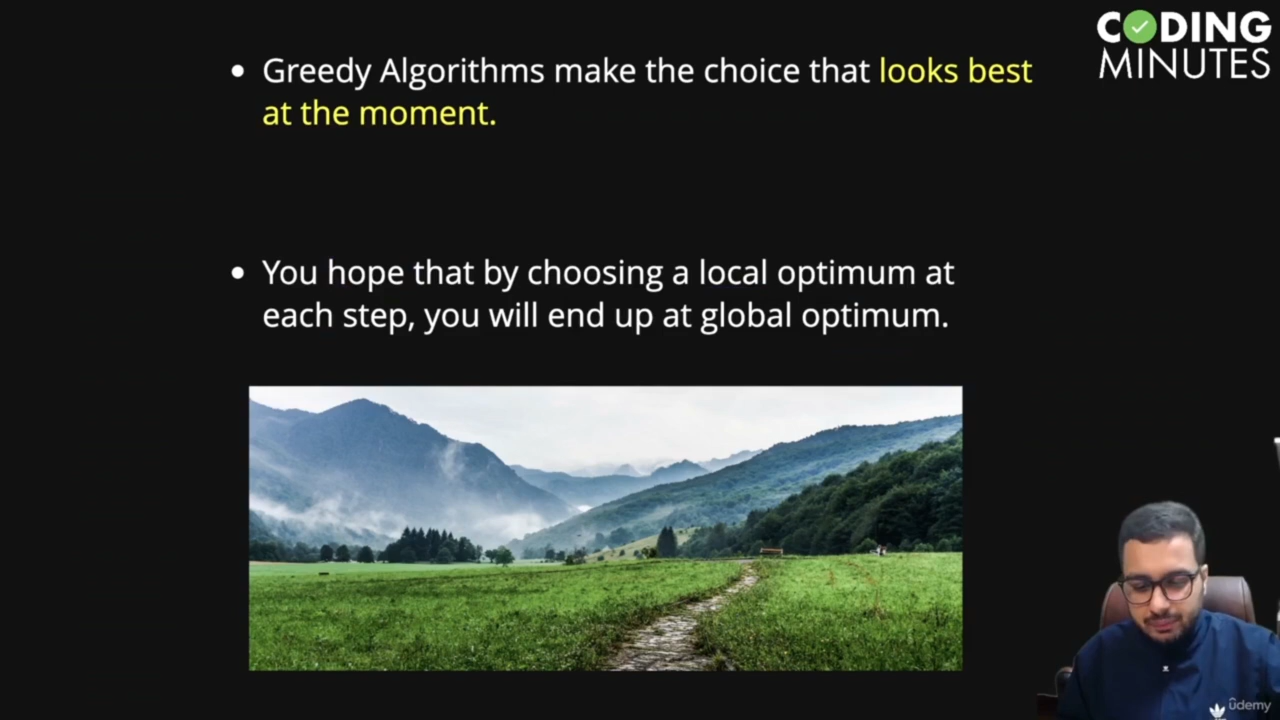 CODING
MINUTES
• Greedy Algorithms make the choice that looks best
at the moment.
• You hope that by choosing a local optimum at
each step, you will end up at global optimum.
ûdemy